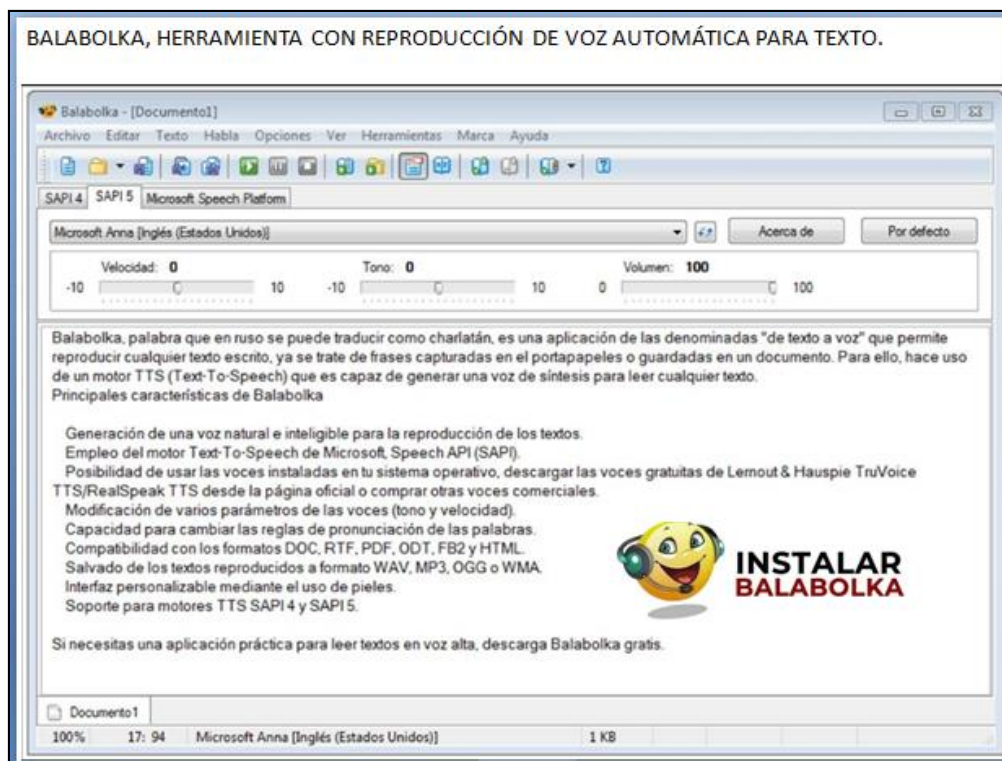 BALABOLKA, HERRAMIENTA CON REPRODUCCIÓN DE VOZ AUTOMÁTICA PARA TEXTO.
Balabolka - [Documento1]
Archivo Editar Texto Habla Opciones Ver Herramientas Marca Ayuda
SAPI 4 SAPI 5 Microsoft Speech Platform
Microsoft Anna [Inglés (Estados Unidos)] Acerca de Por defecto
Velocidad: 0 Tono: 0 Volumen: 100
-10 10 -10 10 0 100
Balabolka, palabra que en ruso se puede traducir como charlatán, es una aplicación de las denominadas "de texto a voz" que permite
reproducir cualquier texto escrito, ya se trate de frases capturadas en el portapapeles o guardadas en un documento. Para ello, hace uso
de un motor TTS (Text-To-Speech) que es capaz de generar una voz de síntesis para leer cualquier texto.
Principales características de Balabolka
Generación de una voz natural e inteligible para la reproducción de los textos.
Empleo del motor Text-To-Speech de Microsoft, Speech API (SAPI).
Posibilidad de usar las voces instaladas en tu sistema operativo, descargar las voces gratuitas de Lernout & Hauspie TruVoice
TTS/RealSpeak TTS desde la página oficial o comprar otras voces comerciales.
Modificación de varios parámetros de las voces (tono y velocidad).
Capacidad para cambiar las reglas de pronunciación de las palabras.
Compatibilidad con los formatos DOC, RTF, PDF, ODT, FB2 y HTML.
Salvado de los textos reproducidos a formato WAV, MP3, OGG o WMA.
Interfaz personalizable mediante el uso de pieles.
Soporte para motores TTS SAPI 4 y SAPI 5.
INSTALAR
BALABOLKA
Si necesitas una aplicación práctica para leer textos en voz alta, descarga Balabolka gratis.
Documento1
100% 17: 94 Microsoft Anna [Inglés (Estados Unidos)] 1 KB